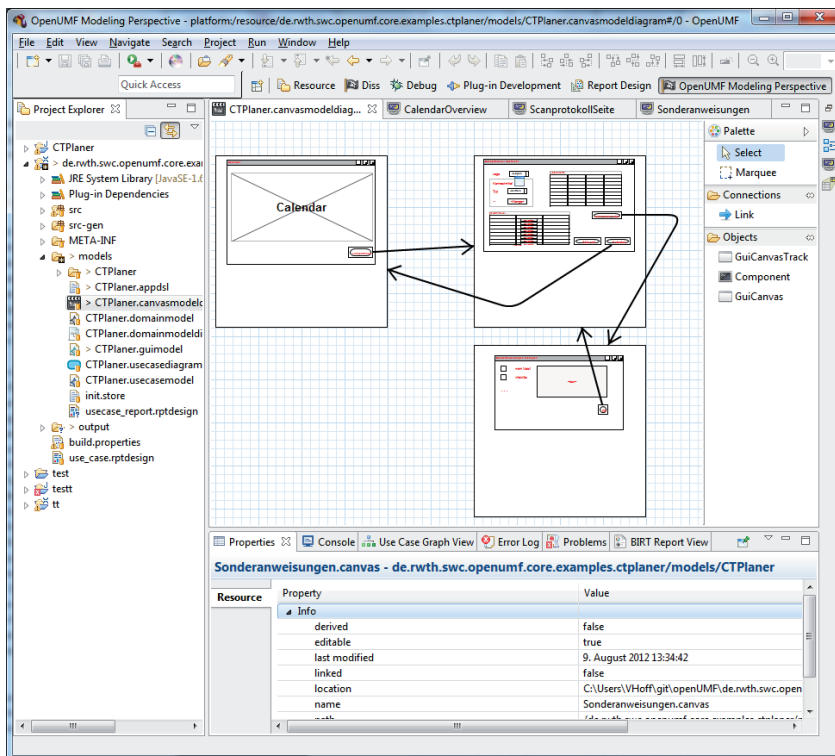 OpenUMF Modeling Perspective - platform:/resource/de.rwth.swc.openumf.core.examples.ctplaner/models/CTPlaner.canvasmodeldiagram#/0 - OpenUMF
File Edit View Navigate Search Project Run Window Help
Quick Access
Resource Diss Debug Plug-in Development Report Design OpenUMF Modeling Perspective
Project Explorer
CTPlaner
> de.rwth.swc.openumf.core.exai
JRE System Library [JavaSE-1.6
Plug-in Dependencies
src
src-gen
META-INF
> models
> CTPlaner
CTPlaner.appdsl
> CTPlaner.canvasmodelc
CTPlaner.domainmodel
CTPlaner.domainmodeldi
> CTPlaner.guimodel
CTPlaner.usecasediagram
CTPlaner.usecasemodel
init.store
usecase_report.rptdesign
> output
build.properties
use_case.rptdesign
test
testt
tt
CTPlaner.canvasmodeldiag... CalendarOverview ScanprotokollSeite Sonderanweisungen
Calendar
Palette
Select
Marquee
Connections
Link
Objects
GuiCanvasTrack
Component
GuiCanvas
Properties Console Use Case Graph View Error Log Problems BIRT Report View
Sonderanweisungen.canvas - de.rwth.swc.openumf.core.examples.ctplaner/models/CTPlaner
Resource
Property Value
Info
derived false
editable true
last modified 9. August 2012 13:34:42
linked false
location C:\Users\VHoff\git\openUMF\de.rwth.swc.open
name Sonderanweisungen.canvas